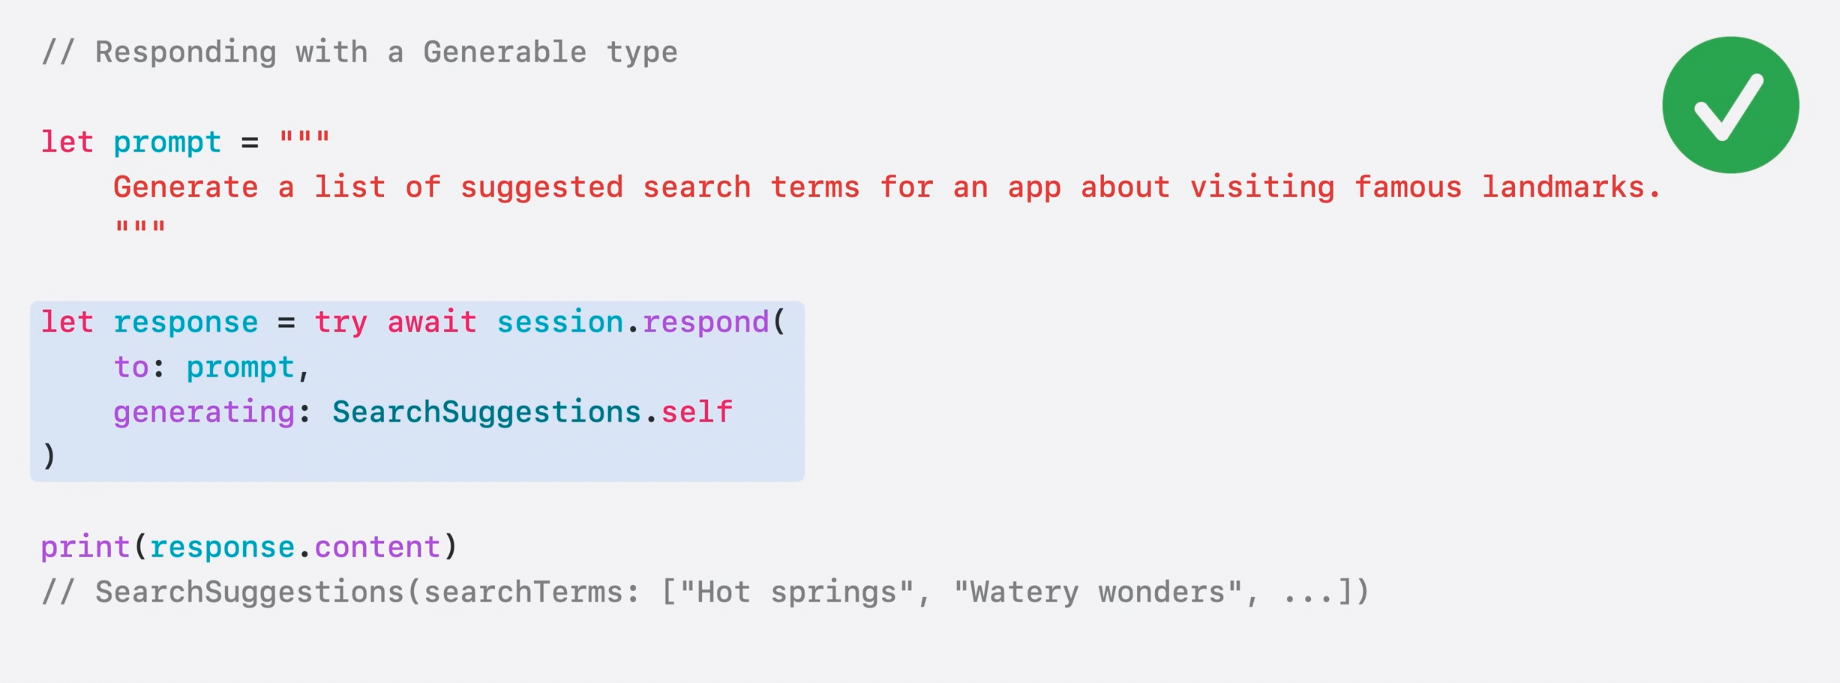 // Responding with a Generable type
let prompt = """
Generate a list of suggested search terms for an app about visiting famous landmarks.
"""
let response = try await session.respond(
to: prompt,
generating: SearchSuggestions.self
)
print(response.content)
// SearchSuggestions(searchTerms: ["Hot springs", "Watery wonders", ...])